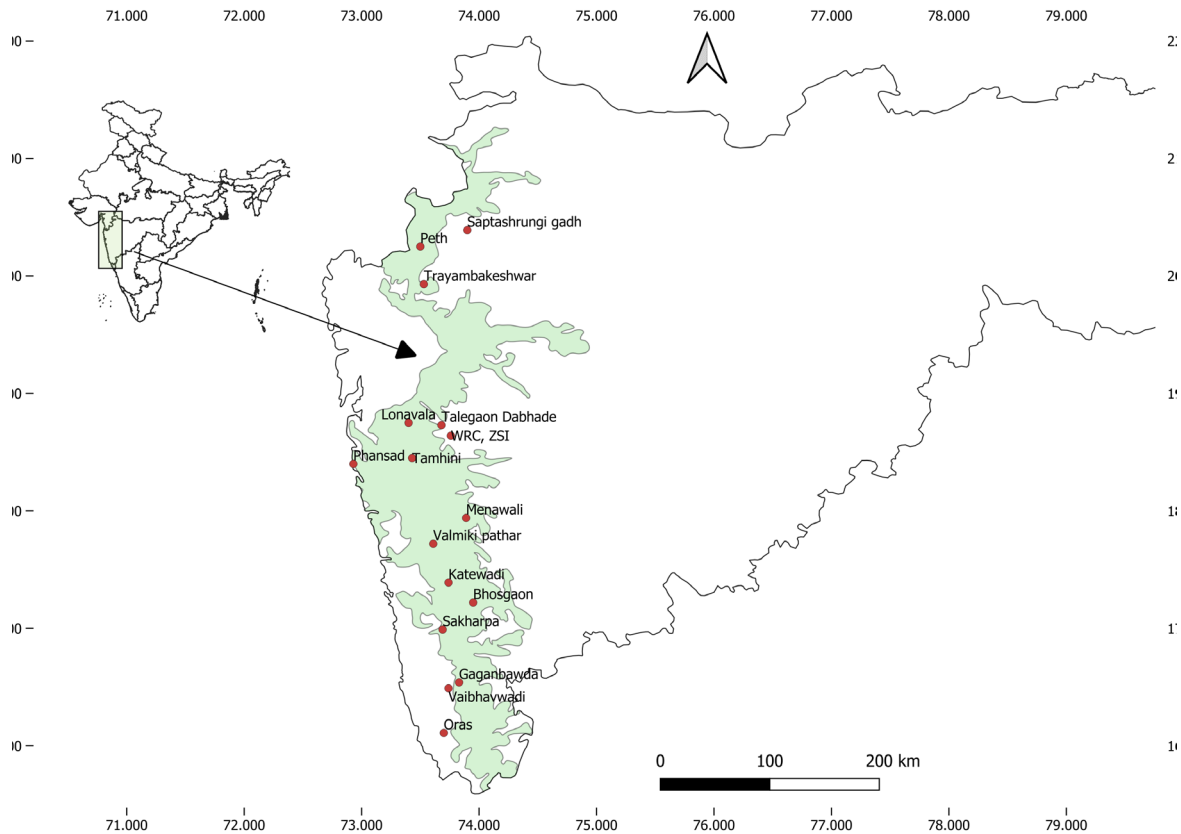 71.000 72.000 73.000 74.000 75.000 76.000 77.000 78.000 79.000
Saptashrungi gadh
Peth
Trayambakeshwar
Lonavala
Talegaon Dabhade
WRC, ZSI
Phansad
Tamhini
Menawali
Valmiki pathar
Katewadi
Bhosgaon
Sakharpa
Gaganbawda
Vaibhavwadi
Oras
0 100 200 km
71.000 72.000 73.000 74.000 75.000 76.000 77.000 78.000 79.000